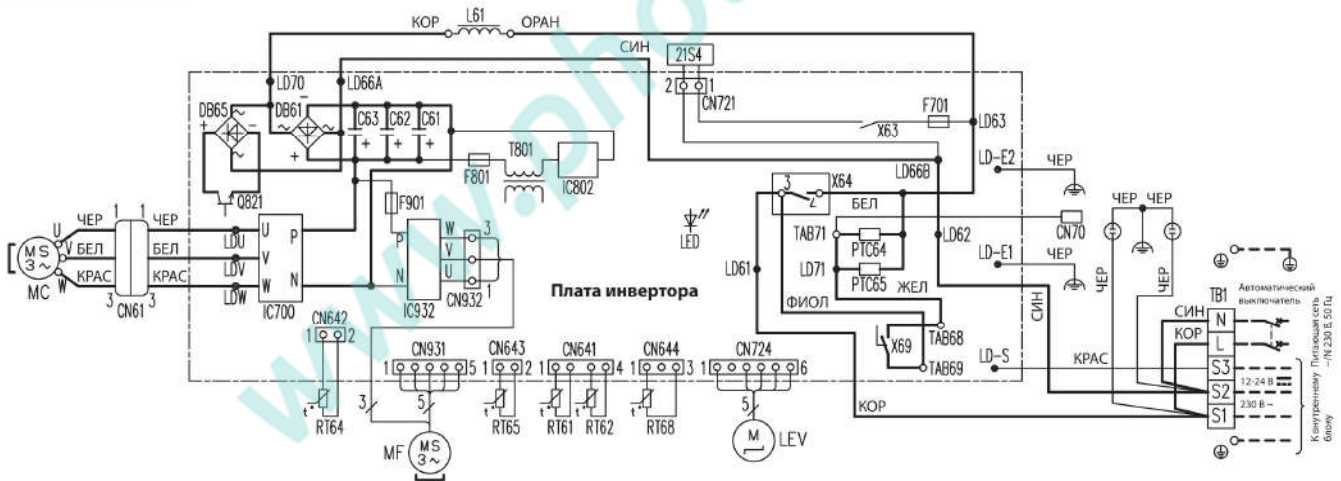 КОР
L61
ОРАН
СИН
21S4
LD70
LD66A
2
1
CN721
DB65
DB61
C63
C62
C61
F701
X63
LD63
T801
F801
IC802
Q821
F901
LD66B
LD-E2
ЧЕР
3
X64
БЕЛ
LED
TAB71
PTC64
LD62
CN70
ЧЕР
ЧЕР
U
ЧЕР
1
1
ЧЕР
LDU
U
P
V
БЕЛ
БЕЛ
LDV
V
W
КРАС
КРАС
LDW
W
N
MS
3~
MC
3
3
CN61
IC700
P
N
W
V
U
3
1
IC932
CN932
Плата инвертора
LD61
LD71
PTC65
ФИОЛ
ЖЕЛ
LD-E1
ЧЕР
СИН
ЧЕР
ЧЕР
X69
TAB68
TAB69
LD-S
КРАС
TB1
Автоматический
выключатель
СИН
N
КОР
L
S3
S2
S1
12-24 В
230 В ~
Питающая сеть
~/N 230 В, 50 Гц
К внутреннему
блоку
CN642
1
2
CN931
1
5
CN643
1
2
CN641
1
4
CN644
1
3
CN724
1
6
КОР
3
5
5
t°
RT64
t°
RT65
t°
RT61
t°
RT62
t°
RT68
MF
MS
3~
M
LEV
www.pho